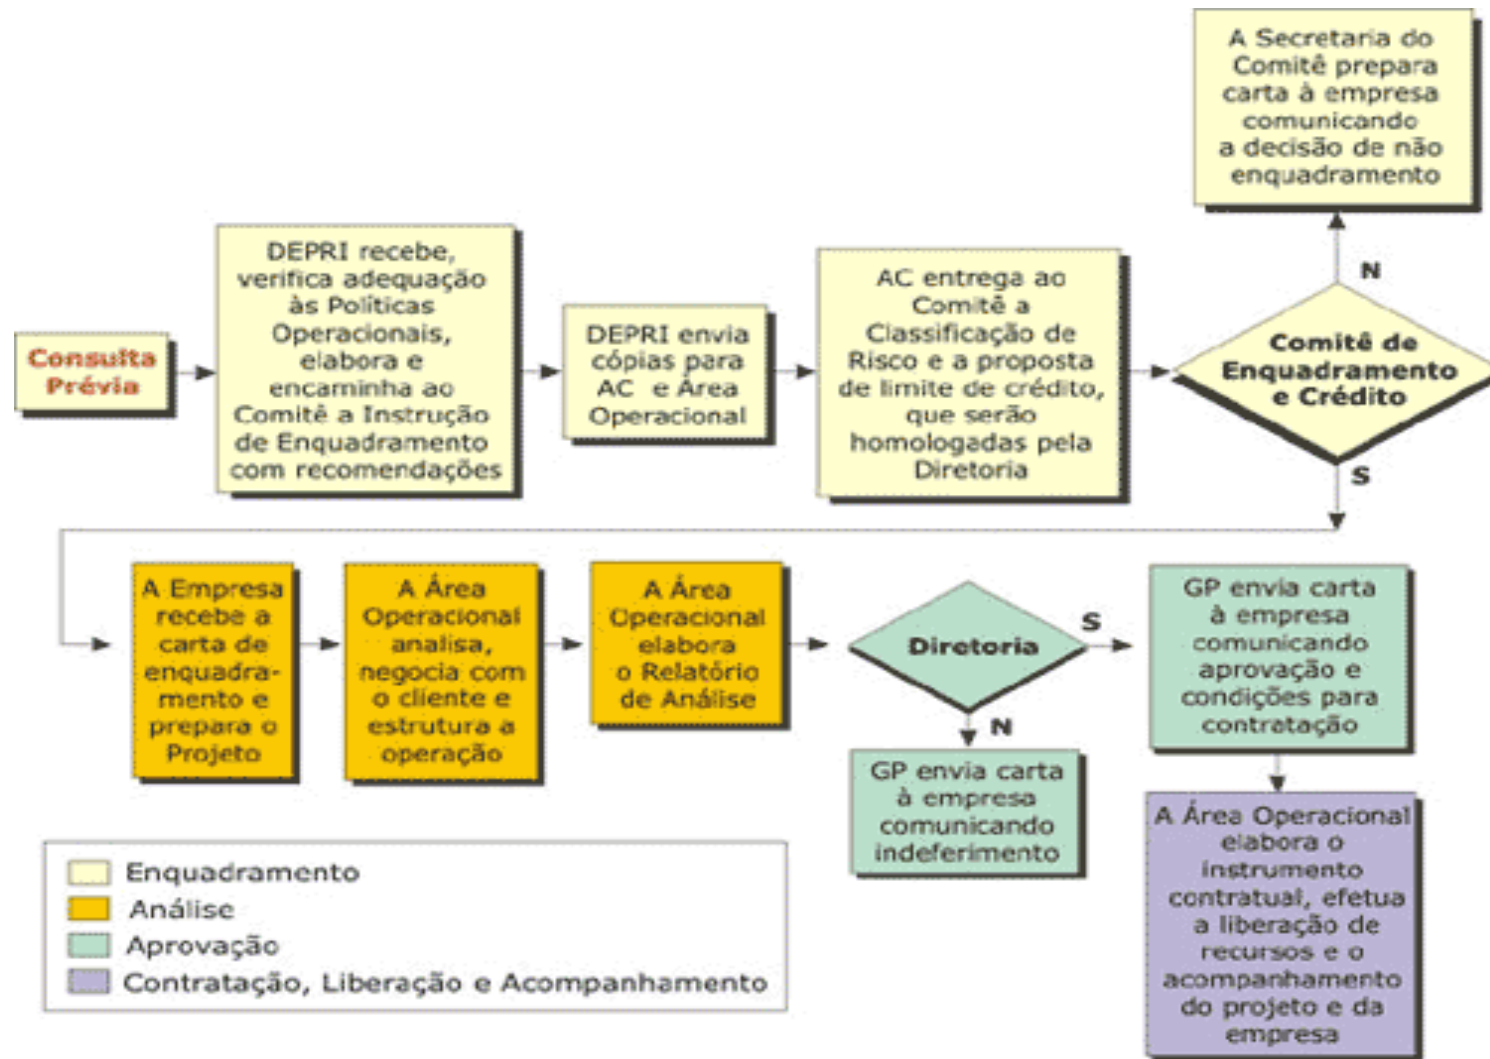 Consulta
Prévia
DEPRI recebe,
verifica adequação
às Políticas
Operacionais,
elabora e
encaminha ao
Comitê a Instrução
de Enquadramento
com recomendações
DEPRI envia
cópias para
AC e Área
Operacional
AC entrega ao
Comitê a
Classificação de
Risco e a proposta
de limite de crédito,
que serão
homologadas pela
Diretoria
Comitê de
Enquadramento
e Crédito
N
A Secretaria do
Comitê prepara
carta à empresa
comunicando
a decisão de não
enquadramento
S
A Empresa
recebe a
carta de
enquadra-
mento e
prepara o
Projeto
A Área
Operacional
analisa,
negocia com
o cliente e
estrutura a
operação
A Área
Operacional
elabora
o Relatório
de Análise
Diretoria
S
N
GP envia carta
à empresa
comunicando
indeferimento
GP envia carta
à empresa
comunicando
aprovação e
condições para
contratação
A Área Operacional
elabora o
instrumento
contratual, efetua
a liberação de
recursos e o
acompanhamento
do projeto e da
empresa
Enquadramento
Análise
Aprovação
Contratação, Liberação e Acompanhamento